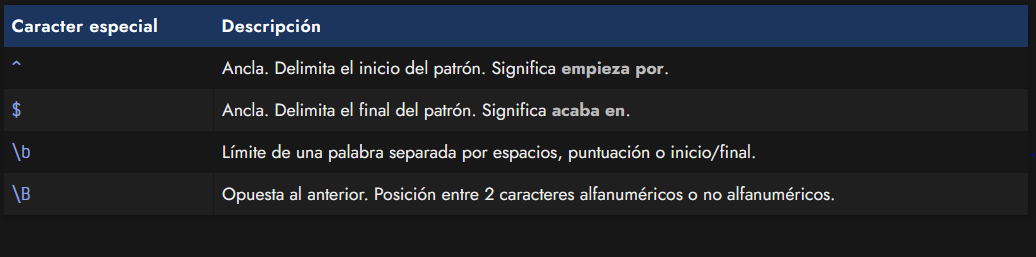 Caracter especial Descripción
^ Ancla. Delimita el inicio del patrón. Significa empieza por.
$ Ancla. Delimita el final del patrón. Significa acaba en.
\b Límite de una palabra separada por espacios, puntuación o inicio/final.
\B Opuesta al anterior. Posición entre 2 caracteres alfanuméricos o no alfanuméricos.